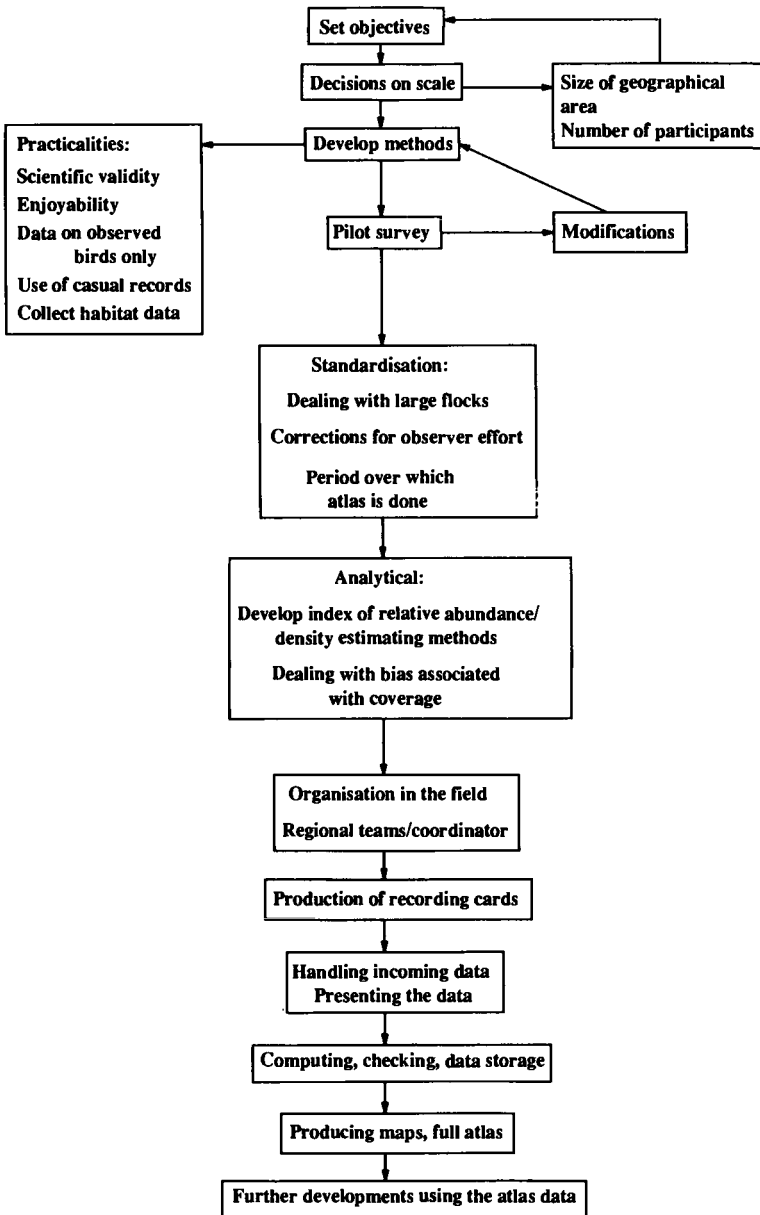 Set objectives
Decisions on scale
Size of geographical
area
Number of participants
Practicalities:
Scientific validity
Enjoyability
Data on observed
birds only
Use of casual records
Collect habitat data
Develop methods
Pilot survey
Modifications
Standardisation:
Dealing with large flocks
Corrections for observer effort
Period over which
atlas is done
Analytical:
Develop index of relative abundance/
density estimating methods
Dealing with bias associated
with coverage
Organisation in the field
Regional teams/coordinator
Production of recording cards
Handling incoming data
Presenting the data
Computing, checking, data storage
Producing maps, full atlas
Further developments using the atlas data